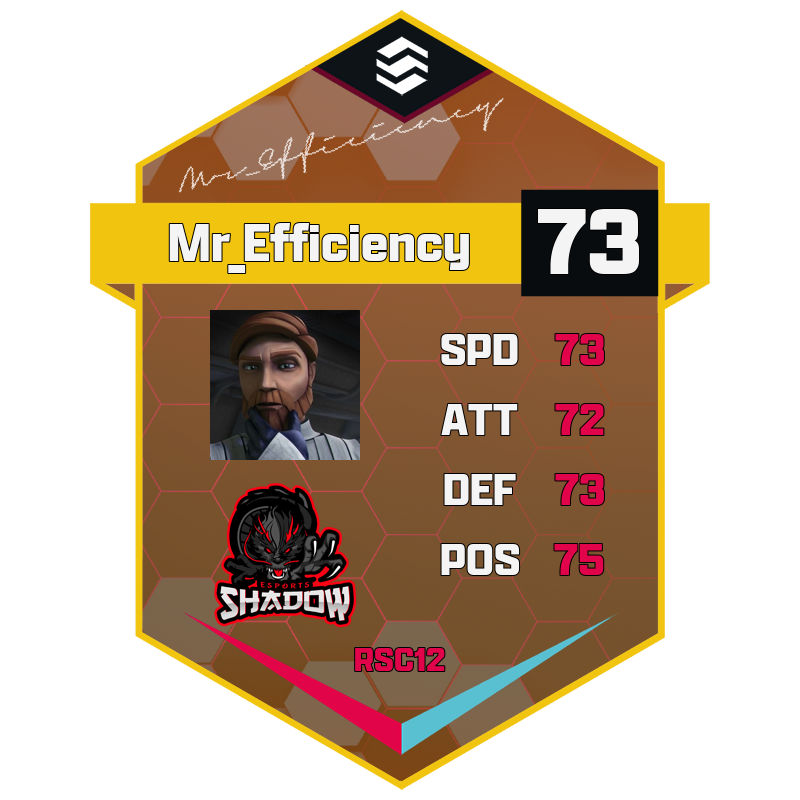 Mr_Efficiency
Mr_Efficiency 73
SPD 73
ATT 72
DEF 73
POS 75
ESPORTS
SHADOW
RSC12